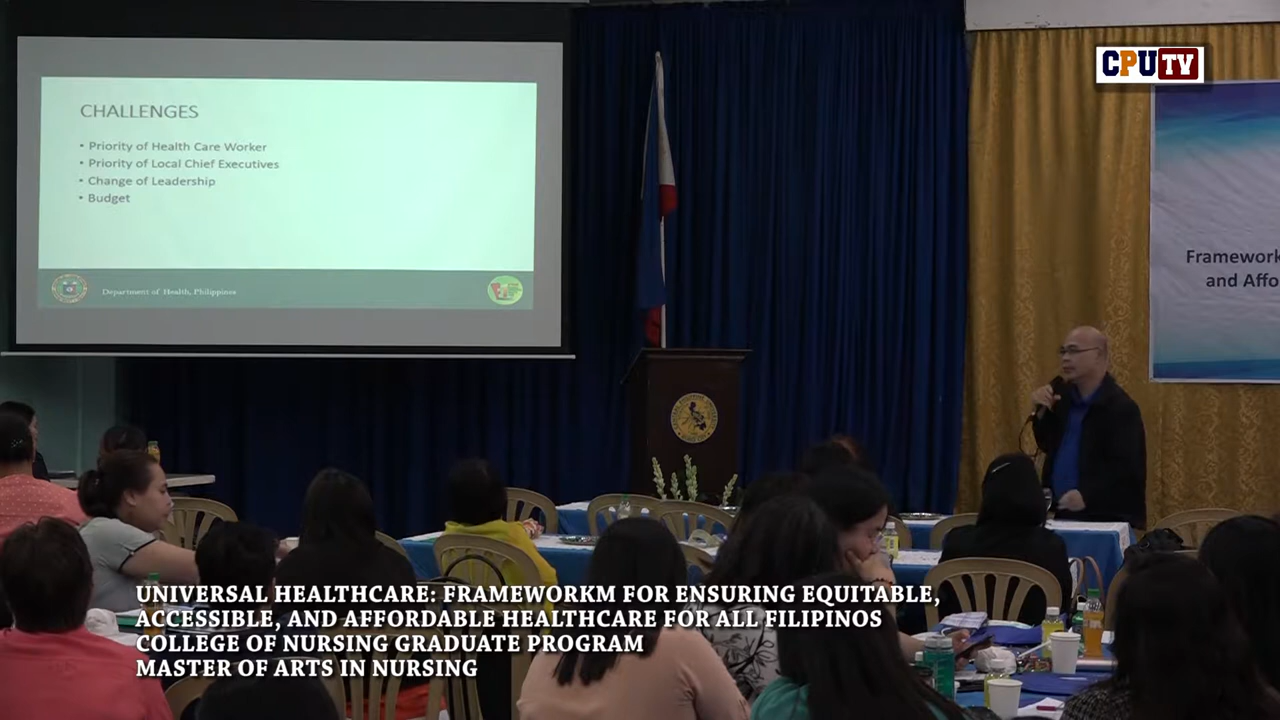 CPUTV
CHALLENGES
• Priority of Health Care Worker
• Priority of Local Chief Executives
• Change of Leadership
• Budget
Department of Health, Philippines
Framework
and Affo
UNIVERSAL HEALTHCARE: FRAMEWORKM FOR ENSURING EQUITABLE,
ACCESSIBLE, AND AFFORDABLE HEALTHCARE FOR ALL FILIPINOS
COLLEGE OF NURSING GRADUATE PROGRAM
MASTER OF ARTS IN NURSING